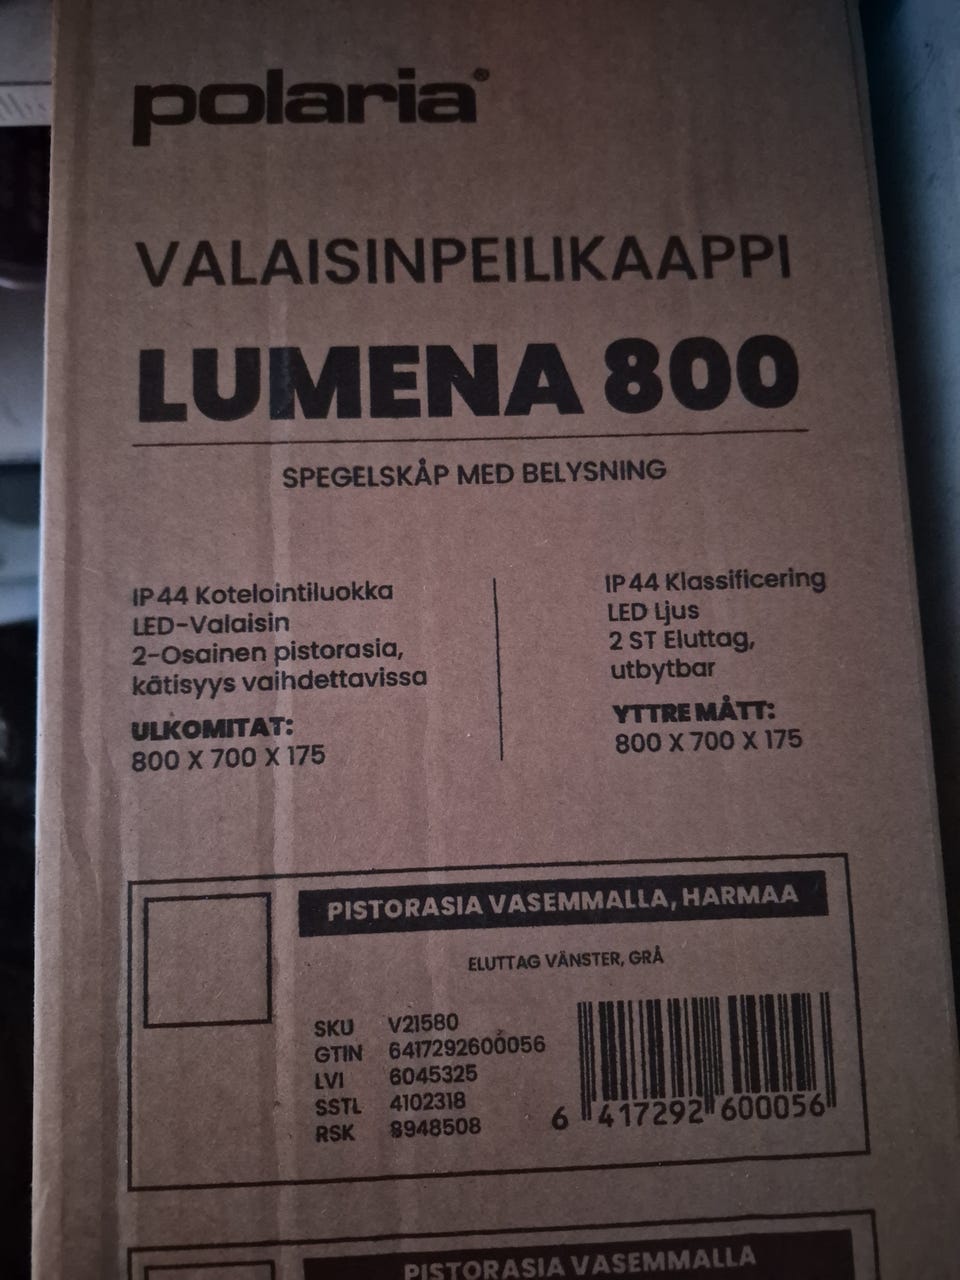 polaria®
VALAISINPEILIKAAPPI
LUMENA 800
SPEGELSKÅP MED BELYSNING
IP44 Kotelointiluokka
LED-Valaisin
2-Osainen pistorasia,
kätisyys vaihdettavissa
ULKOMITAT:
800 X 700 X 175
IP44 Klassificering
LED Ljus
2 ST Eluttag,
utbytbar
YTTRE MÅTT:
800 X 700 X 175
PISTORASIA VASEMMALLA, HARMAA
ELUTTAG VÄNSTER, GRÅ
SKU V21580
GTIN 6417292600056
LVI 6045325
SSTL 4102318
RSK 8948508
6 417292 600056
PISTORASIA VASEMMALLA